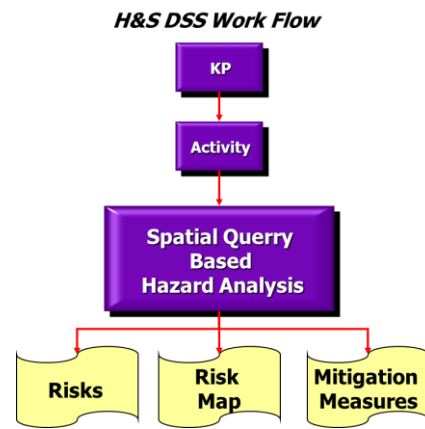 H&S DSS Work Flow
KP
Activity
Spatial Querry
Based
Hazard Analysis
Risks
Risk
Map
Mitigation
Measures